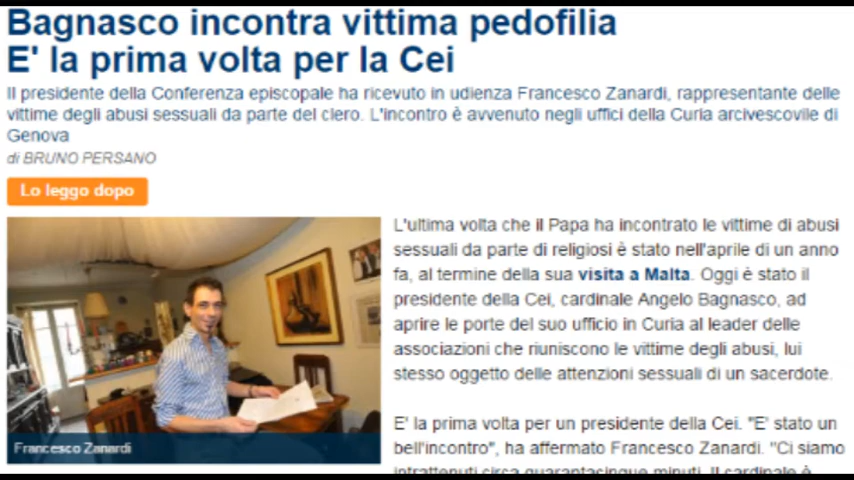 Bagnasco incontra vittima pedofilia
E' la prima volta per la Cei
Il presidente della Conferenza episcopale ha ricevuto in udienza Francesco Zanardi, rappresentante delle
vittime degli abusi sessuali da parte del clero. L'incontro è avvenuto negli uffici della Curia arcivescovile di
Genova
di BRUNO PERSANO
Lo leggo dopo
Francesco Zanardi
L'ultima volta che il Papa ha incontrato le vittime di abusi
sessuali da parte di religiosi è stato nell'aprile di un anno
fa, al termine della sua visita a Malta. Oggi è stato il
presidente della Cei, cardinale Angelo Bagnasco, ad
aprire le porte del suo ufficio in Curia al leader delle
associazioni che riuniscono le vittime degli abusi, lui
stesso oggetto delle attenzioni sessuali di un sacerdote.
E' la prima volta per un presidente della Cei. "E' stato un
bell'incontro", ha affermato Francesco Zanardi. "Ci siamo
intrattenuti circa quarantacinque minuti. Il cardinale è